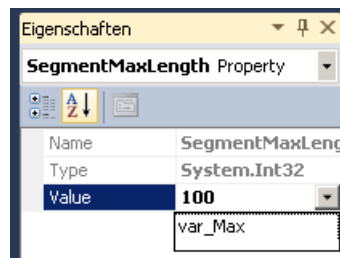 Eigenschaften
SegmentMaxLength Property
Name SegmentMaxLeng
Type System.Int32
Value 100
var_Max